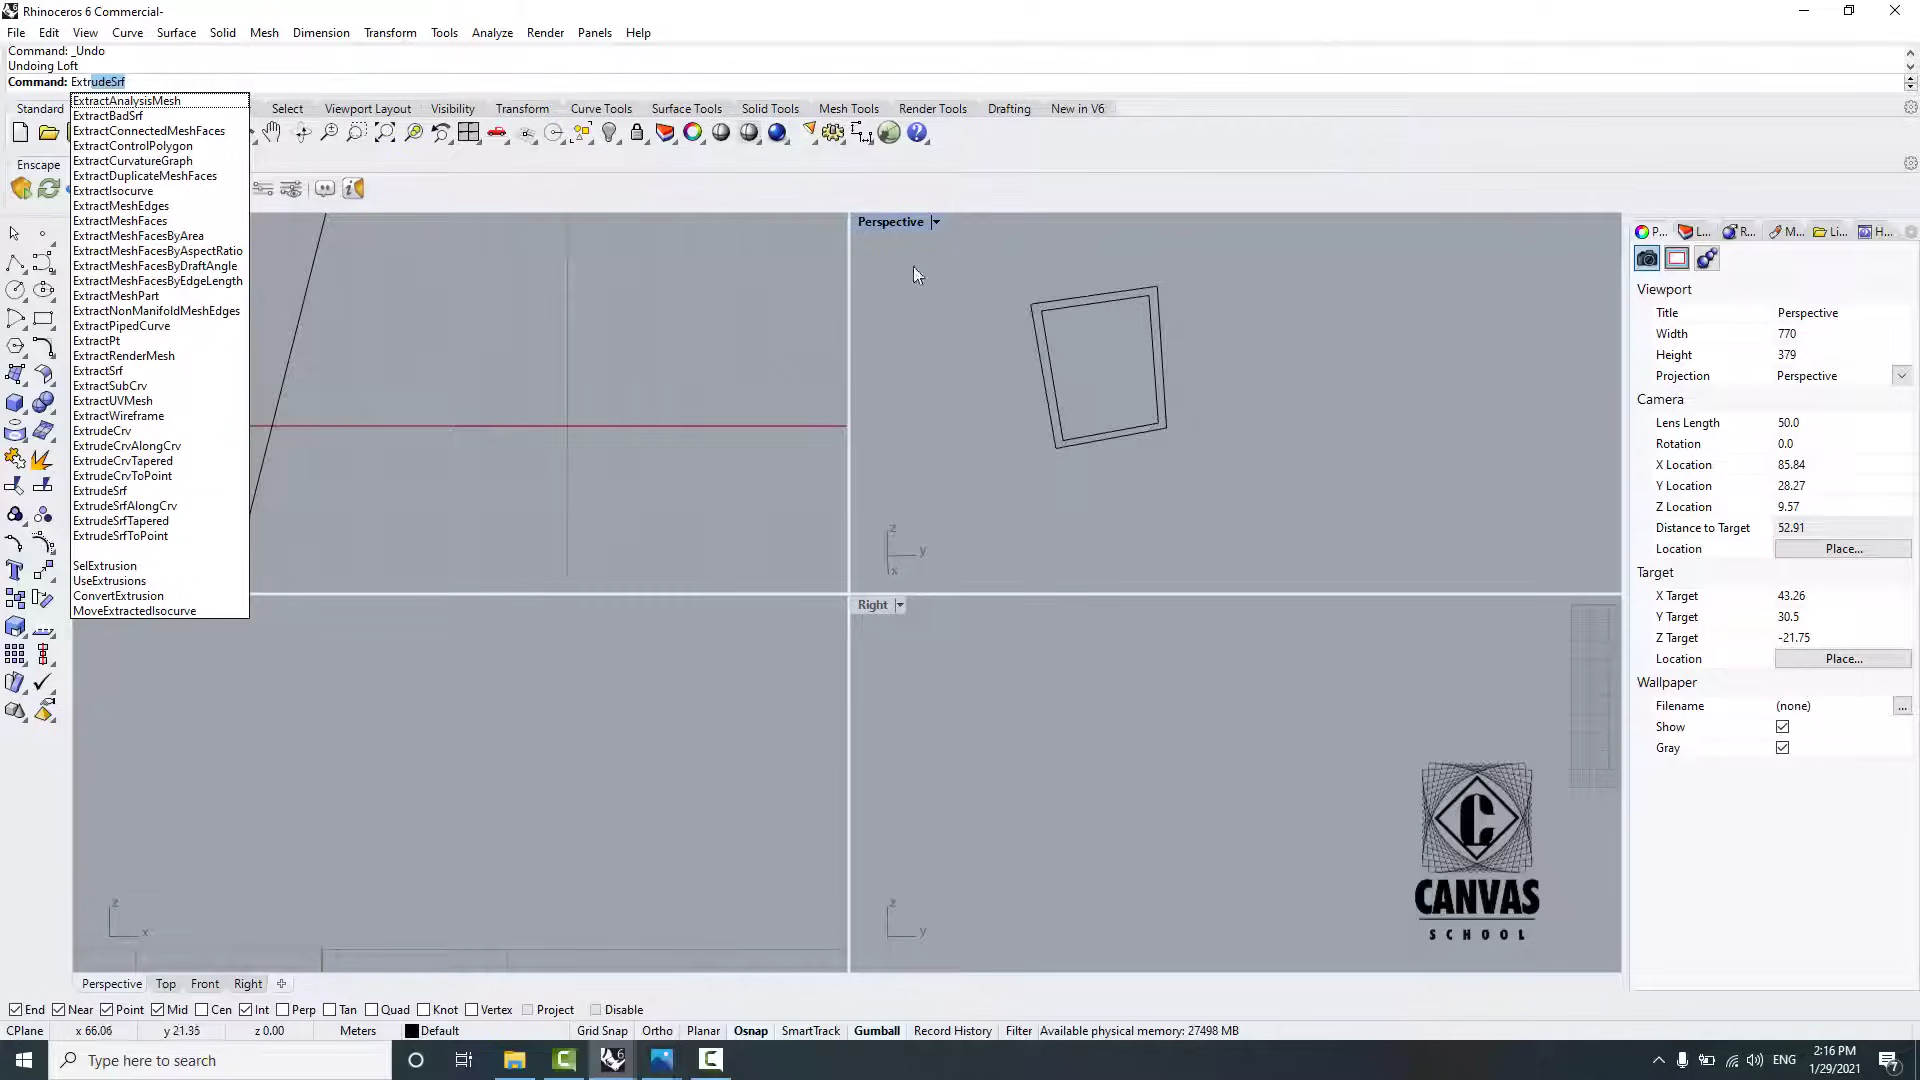 Rhinoceros 6 Commercial-
File Edit View Curve Surface Solid Mesh Dimension Transform Tools Analyze Render Panels Help
Command: _Undo
Undoing Loft
Command: ExtrudeSrf
Standard Select Viewport Layout Visibility Transform Curve Tools Surface Tools Solid Tools Mesh Tools Render Tools Drafting New in V6
Enscape
ExtractAnalysisMesh
ExtractBadSrf
ExtractConnectedMeshFaces
ExtractControlPolygon
ExtractCurvatureGraph
ExtractDuplicateMeshFaces
ExtractIsocurve
ExtractMeshEdges
ExtractMeshFaces
ExtractMeshFacesByArea
ExtractMeshFacesByAspectRatio
ExtractMeshFacesByDraftAngle
ExtractMeshFacesByEdgeLength
ExtractMeshPart
ExtractNonManifoldMeshEdges
ExtractPipedCurve
ExtractPt
ExtractRenderMesh
ExtractSrf
ExtractSubCrv
ExtractUVMesh
ExtractWireframe
ExtrudeCrv
ExtrudeCrvAlongCrv
ExtrudeCrvTapered
ExtrudeCrvToPoint
ExtrudeSrf
ExtrudeSrfAlongCrv
ExtrudeSrfTapered
ExtrudeSrfToPoint
SelExtrusion
UseExtrusions
ConvertExtrusion
MoveExtractedIsocurve
Perspective
z
y
x
Right
z
x
z
y
P... L... R... M... Li... H...
Viewport
Title Perspective
Width 770
Height 379
Projection Perspective
Camera
Lens Length 50.0
Rotation 0.0
X Location 85.84
Y Location 28.27
Z Location 9.57
Distance to Target 52.91
Location Place...
Target
X Target 43.26
Y Target 30.5
Z Target -21.75
Location Place...
Wallpaper
Filename (none) ...
Show
Gray
C
CANVAS
SCHOOL
Perspective Top Front Right
End Near Point Mid Cen Int Perp Tan Quad Knot Vertex Project Disable
CPlane x 66.06 y 21.35 z 0.00 Meters Default Grid Snap Ortho Planar Osnap SmartTrack Gumball Record History Filter Available physical memory: 27498 MB
Type here to search
ENG
2:16 PM
1/29/2021
7